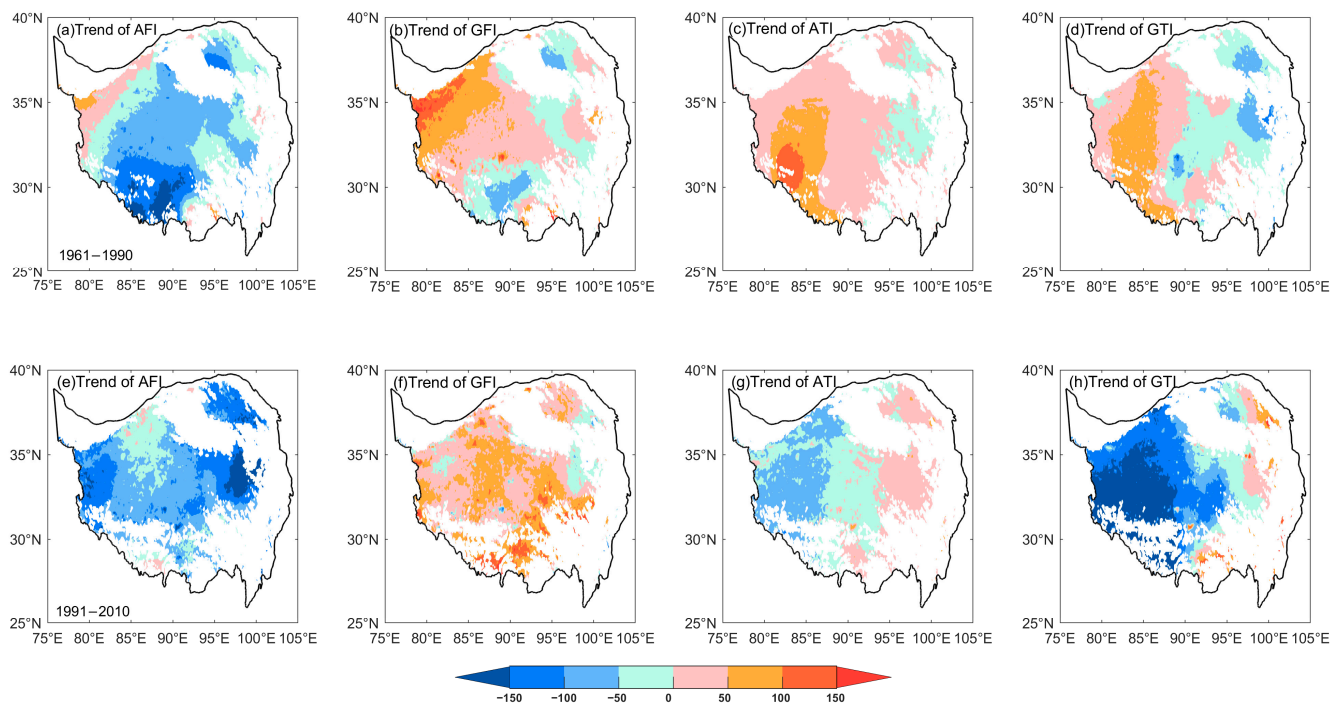 (a)Trend of AFI
(b)Trend of GFI
(c)Trend of ATI
(d)Trend of GTI
40°N
35°N
30°N
25°N
1961−1990
75°E 80°E 85°E 90°E 95°E 100°E 105°E
40°N
35°N
30°N
25°N
75°E 80°E 85°E 90°E 95°E 100°E 105°E
40°N
35°N
30°N
25°N
75°E 80°E 85°E 90°E 95°E 100°E 105°E
40°N
35°N
30°N
25°N
75°E 80°E 85°E 90°E 95°E 100°E 105°E
(e)Trend of AFI
(f)Trend of GFI
(g)Trend of ATI
(h)Trend of GTI
40°N
35°N
30°N
25°N
1991−2010
75°E 80°E 85°E 90°E 95°E 100°E 105°E
40°N
35°N
30°N
25°N
75°E 80°E 85°E 90°E 95°E 100°E 105°E
40°N
35°N
30°N
25°N
75°E 80°E 85°E 90°E 95°E 100°E 105°E
40°N
35°N
30°N
25°N
75°E 80°E 85°E 90°E 95°E 100°E 105°E
−150 −100 −50 0 50 100 150